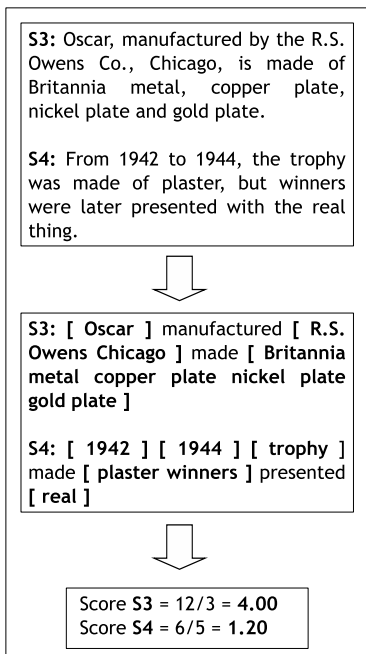 S3: Oscar, manufactured by the R.S.
Owens Co., Chicago, is made of
Britannia metal, copper plate,
nickel plate and gold plate.
S4: From 1942 to 1944, the trophy
was made of plaster, but winners
were later presented with the real
thing.
S3: [ Oscar ] manufactured [ R.S.
Owens Chicago ] made [ Britannia
metal copper plate nickel plate
gold plate ]
S4: [ 1942 ] [ 1944 ] [ trophy ]
made [ plaster winners ] presented
[ real ]
Score S3 = 12/3 = 4.00
Score S4 = 6/5 = 1.20